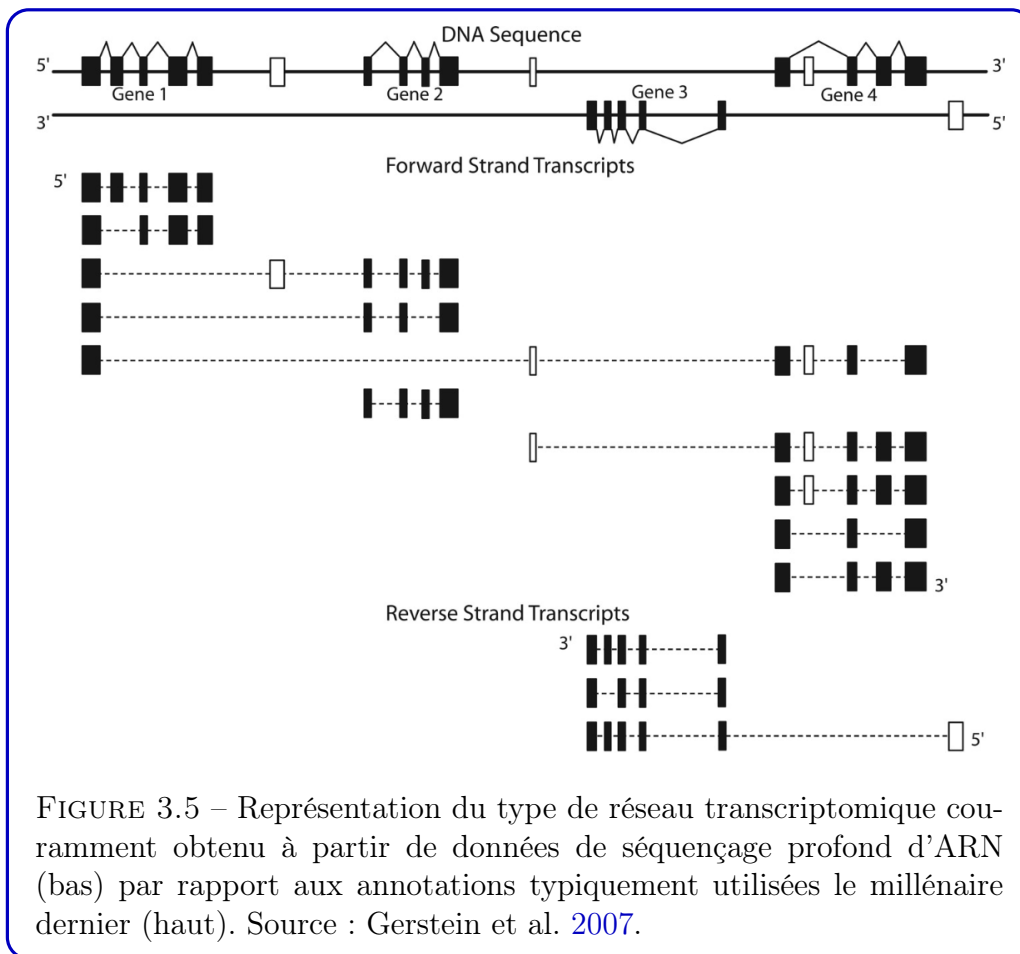 DNA Sequence
5' 3'
Gene 1 Gene 2 Gene 3 Gene 4
3' 5'
Forward Strand Transcripts
5'
3'
Reverse Strand Transcripts
3'
5'
FIGURE 3.5 – Représentation du type de réseau transcriptomique cou-
ramment obtenu à partir de données de séquençage profond d'ARN
(bas) par rapport aux annotations typiquement utilisées le millénaire
dernier (haut). Source : Gerstein et al. 2007.